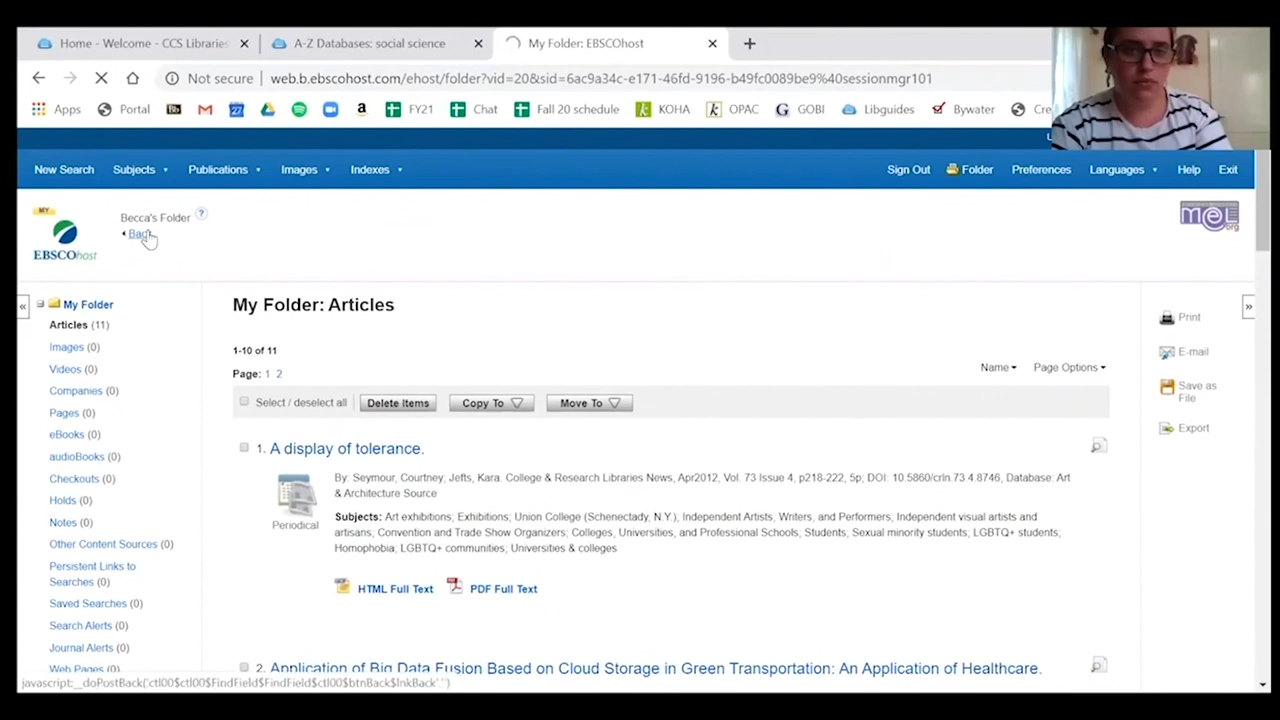 Home - Welcome - CCS Libraries
A-Z Databases: social science
My Folder: EBSCOhost
Not secure web.b.ebscohost.com/ehost/folder?vid=20&sid=6ac9a34c-e171-46fd-9196-b49fc0089be9%40sessionmgr101
Apps Portal Bb 27 a FY21 Chat Fall 20 schedule KOHA OPAC G GOBI Libguides Bywater
New Search Subjects Publications Images Indexes Sign Out Folder Preferences Languages Help Exit
MY
Becca's Folder ?
Back
EBSCOhost
mel.org
My Folder
Articles (11)
Images (0)
Videos (0)
Companies (0)
Pages (0)
eBooks (0)
audioBooks (0)
Checkouts (0)
Holds (0)
Notes (0)
Other Content Sources (0)
Persistent Links to
Searches (0)
Saved Searches (0)
Search Alerts (0)
Journal Alerts (0)
Web Pages (0)
My Folder: Articles
1-10 of 11
Page: 1 2
Name Page Options
Select / deselect all Delete Items Copy To Move To
1. A display of tolerance.
By: Seymour, Courtney; Jefts, Kara. College & Research Libraries News, Apr2012, Vol. 73 Issue 4, p218-222, 5p; DOI: 10.5860/crln.73.4.8746, Database: Art
& Architecture Source
Periodical
Subjects: Art exhibitions; Exhibitions; Union College (Schenectady, N.Y.), Independent Artists, Writers, and Performers; Independent visual artists and
artisans; Convention and Trade Show Organizers; Colleges, Universities, and Professional Schools, Students, Sexual minority students, LGBTQ+ students;
Homophobia; LGBTQ+ communities; Universities & colleges
HTML Full Text PDF Full Text
2. Application of Big Data Fusion Based on Cloud Storage in Green Transportation: An Application of Healthcare.
Print
E-mail
Save as
File
Export
javascript:__doPostBack('ctl00$ctl00$FindField$FindField$ctl00$btnBack$lnkBack','')